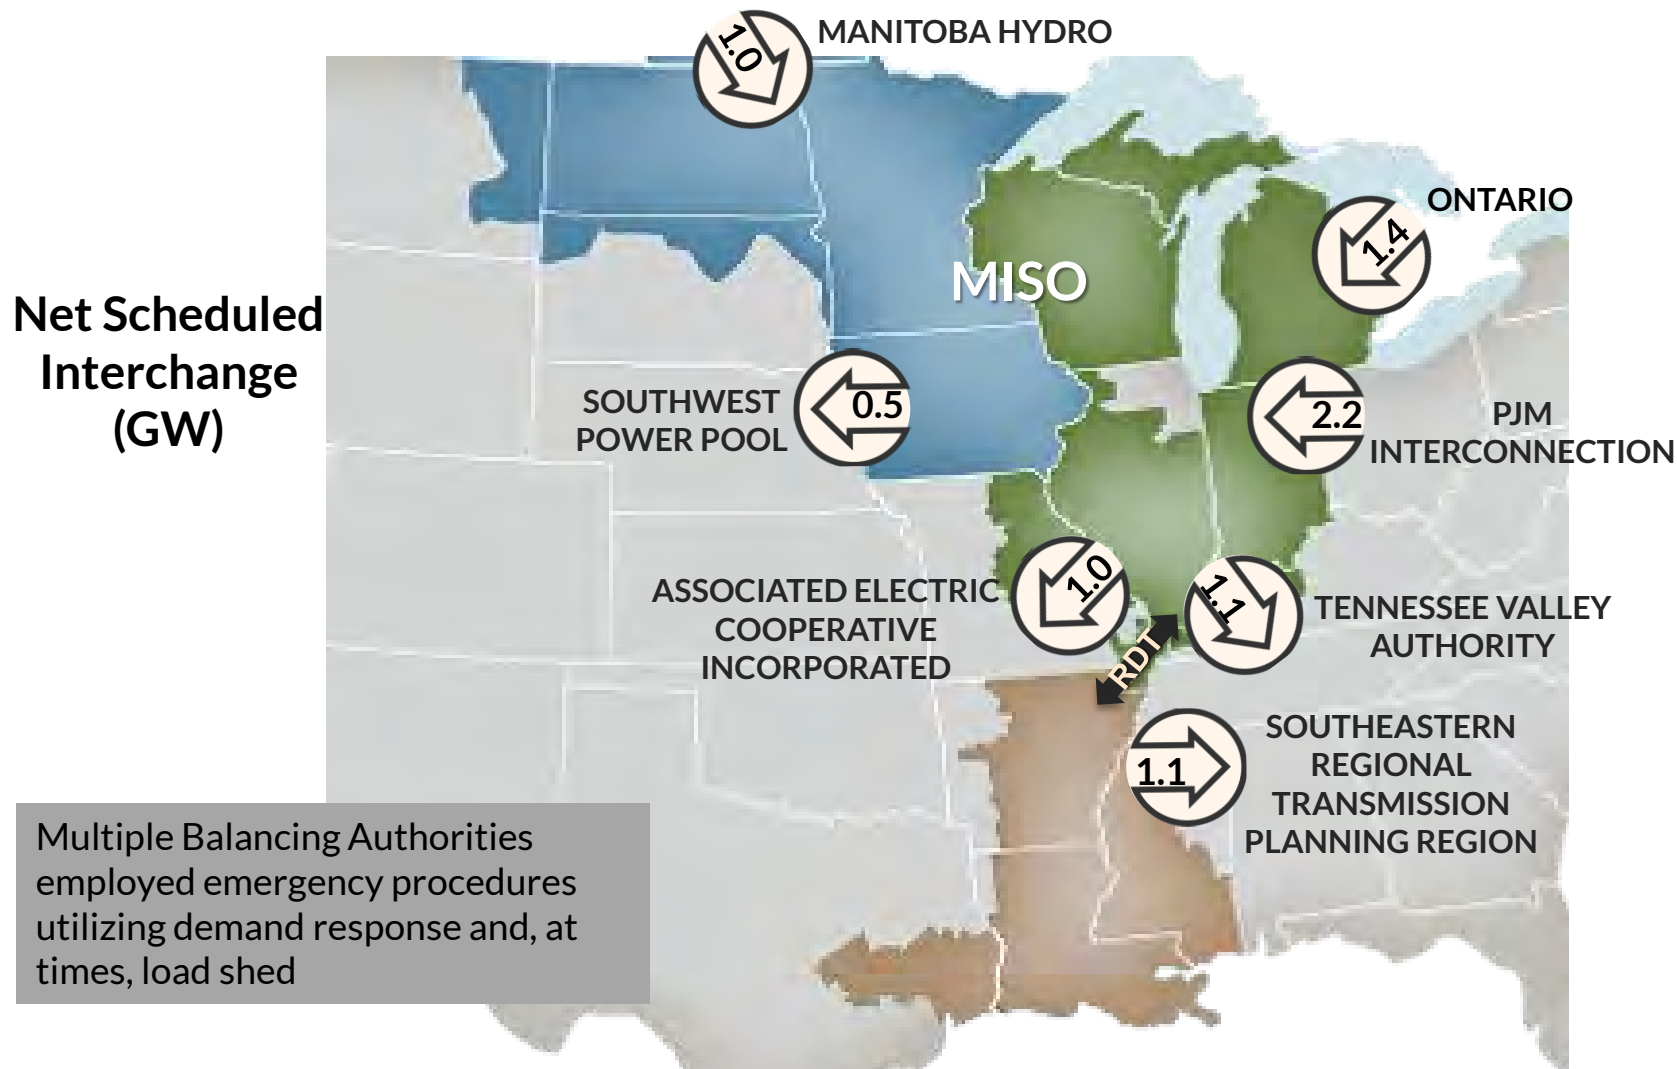 1.0
MANITOBA HYDRO
ONTARIO
1.4
MISO
Net Scheduled
Interchange
(GW)
SOUTHWEST
POWER POOL
0.5
2.2
PJM
INTERCONNECTION
ASSOCIATED ELECTRIC
COOPERATIVE
INCORPORATED
1.0
1.1
TENNESSEE VALLEY
AUTHORITY
RDT
1.1
SOUTHEASTERN
REGIONAL
TRANSMISSION
PLANNING REGION
Multiple Balancing Authorities
employed emergency procedures
utilizing demand response and, at
times, load shed